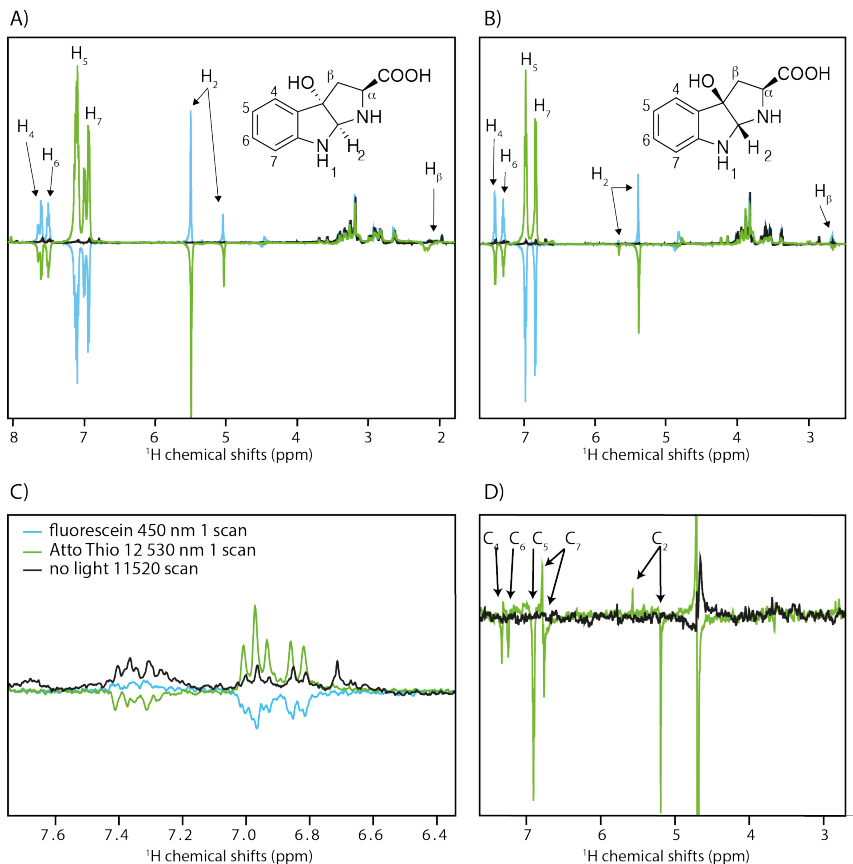 A)
H5
H2
H4
H6
H7
Hβ
HO
β
COOH
α
4
5
6
7
NH
N
H
H
1
2
8 7 6 5 4 3 2
1H chemical shifts (ppm)
B)
H5
H4
H6
H7
H2
Hβ
HO
β
COOH
α
4
5
6
7
NH
N
H
H
1
2
7 6 5 4 3
1H chemical shifts (ppm)
C)
fluorescein 450 nm 1 scan
Atto Thio 12 530 nm 1 scan
no light 11520 scan
7.6 7.4 7.2 7.0 6.8 6.6 6.4
1H chemical shifts (ppm)
D)
C4 C6 C5 C7 C2
7 6 5 4 3
1H chemical shifts (ppm)